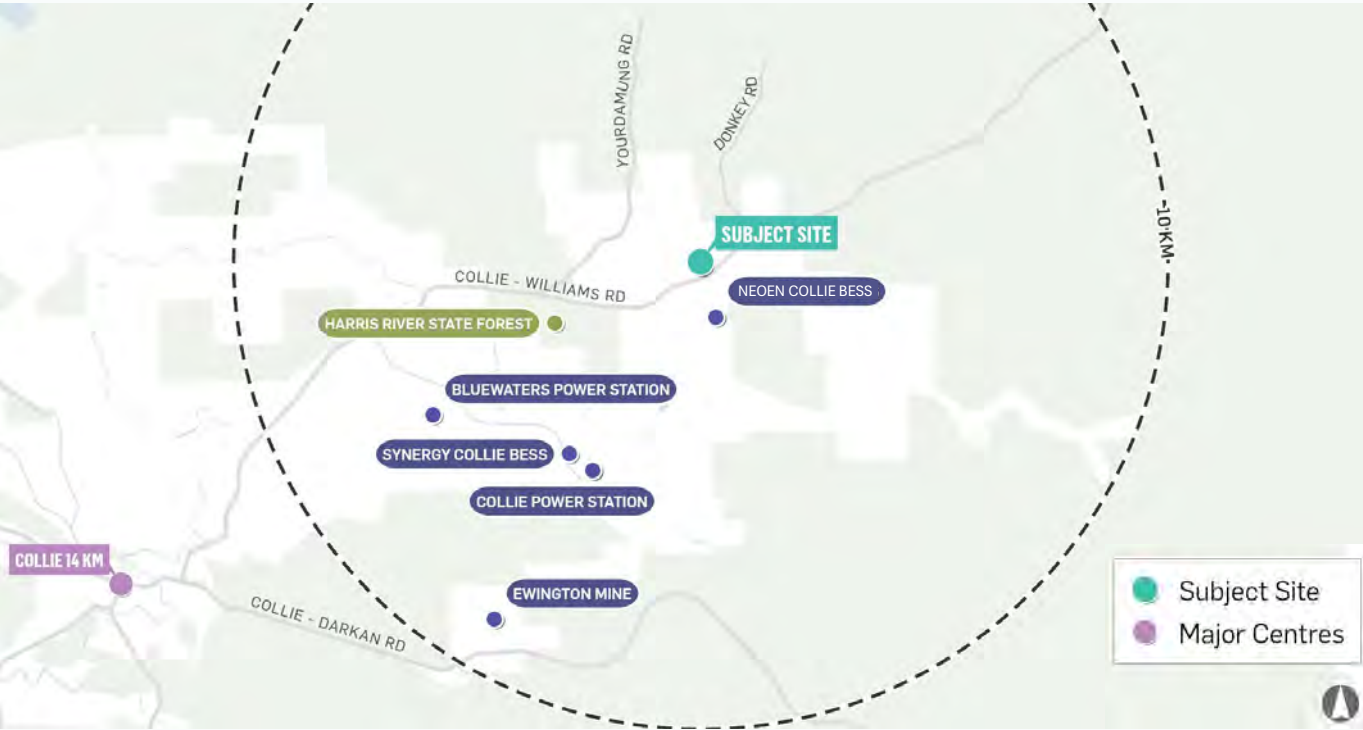 YOURDAMUNG RD
DONKEY RD
10 KM
SUBJECT SITE
COLLIE - WILLIAMS RD
NEOEN COLLIE BESS
HARRIS RIVER STATE FOREST
BLUEWATERS POWER STATION
SYNERGY COLLIE BESS
COLLIE POWER STATION
COLLIE 14 KM
EWINGTON MINE
COLLIE - DARKAN RD
Subject Site
Major Centres